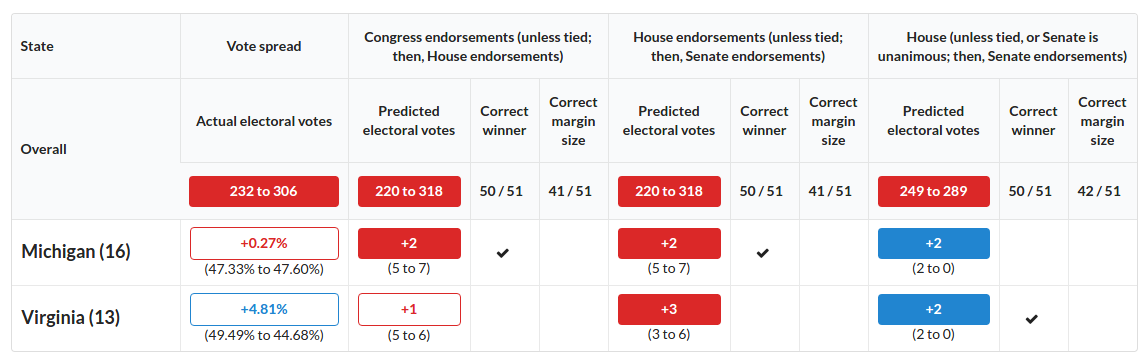 State
Vote spread
Congress endorsements (unless tied;
then, House endorsements)
House endorsements (unless tied;
then, Senate endorsements)
House (unless tied, or Senate is
unanimous; then, Senate endorsements)
Overall
Actual electoral votes
Predicted
electoral votes
Correct
winner
Correct
margin
size
Predicted
electoral votes
Correct
winner
Correct
margin
size
Predicted
electoral votes
Correct
winner
Correct
margin
size
232 to 306
220 to 318
50 / 51
41 / 51
220 to 318
50 / 51
41 / 51
249 to 289
50 / 51
42 / 51
Michigan (16)
+0.27%
(47.33% to 47.60%)
+2
(5 to 7)
✔
+2
(5 to 7)
✔
+2
(2 to 0)
Virginia (13)
+4.81%
(49.49% to 44.68%)
+1
(5 to 6)
+3
(3 to 6)
+2
(2 to 0)
✔